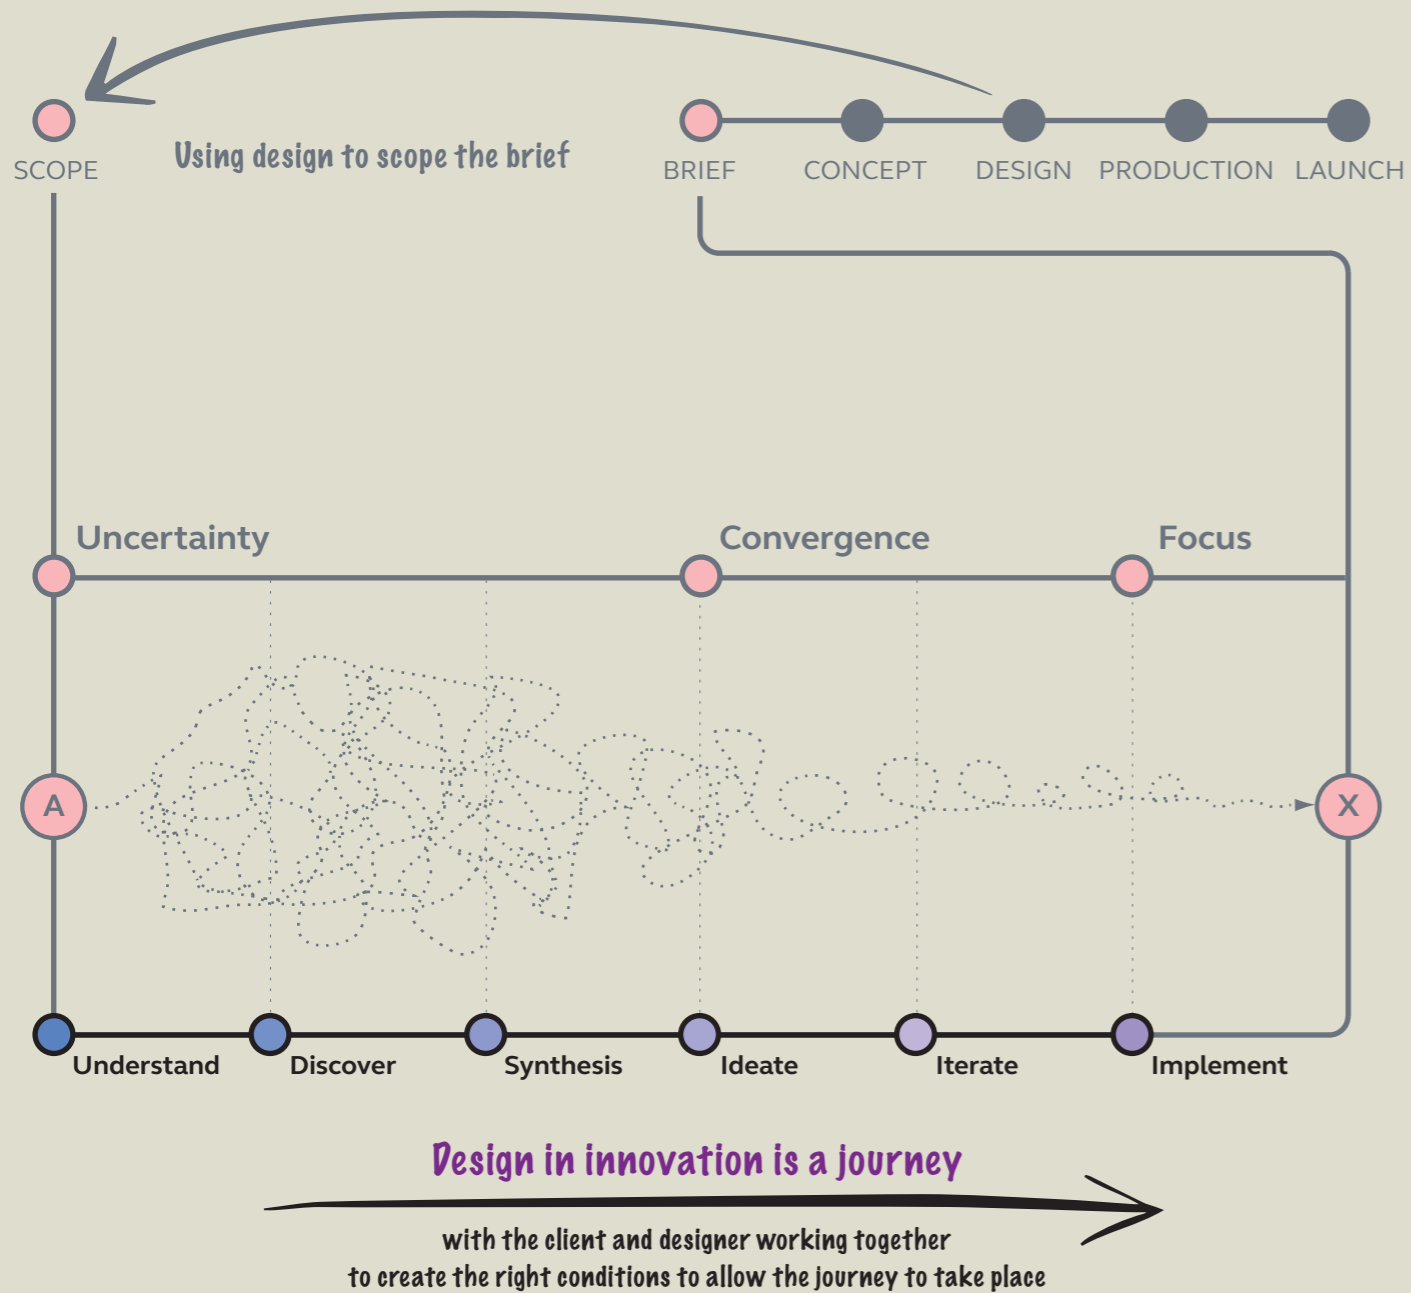 Using design to scope the brief
SCOPE
BRIEF
CONCEPT
DESIGN
PRODUCTION
LAUNCH
Uncertainty
Convergence
Focus
A
X
Understand
Discover
Synthesis
Ideate
Iterate
Implement
Design in innovation is a journey
with the client and designer working together
to create the right conditions to allow the journey to take place